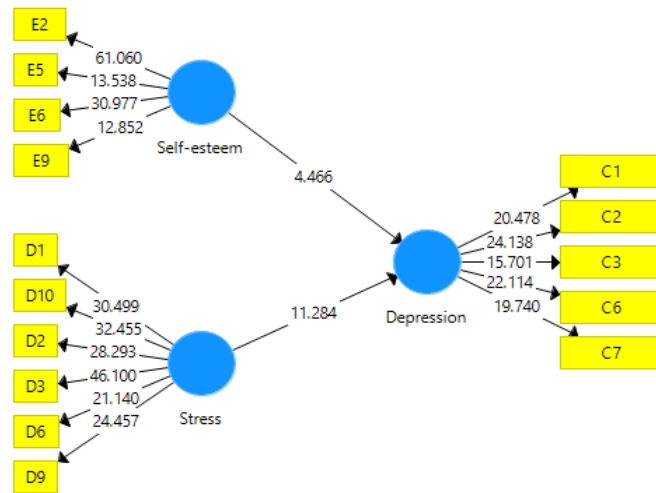 E2
61.060
E5
13.538
E6
30.977
E9
12.852
Self-esteem
4.466
D1
30.499
D10
32.455
D2
28.293
D3
46.100
D6
21.140
D9
24.457
Stress
11.284
Depression
C1
20.478
C2
24.138
C3
15.701
C6
22.114
C7
19.740